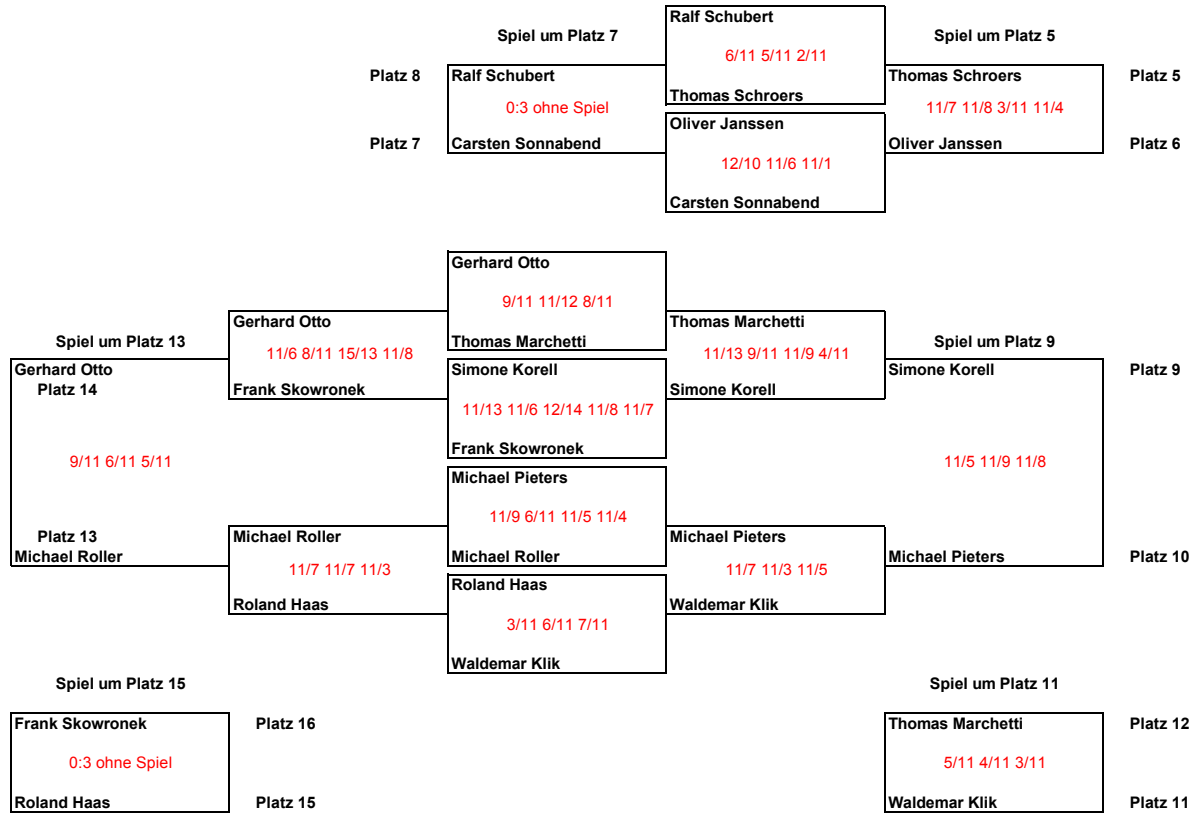 Ralf Schubert
Spiel um Platz 7 Spiel um Platz 5
6/11 5/11 2/11
Platz 8 Ralf Schubert Thomas Schroers Platz 5
Thomas Schroers
0:3 ohne Spiel 11/7 11/8 3/11 11/4
Oliver Janssen
Platz 7 Carsten Sonnabend Oliver Janssen Platz 6
12/10 11/6 11/1
Carsten Sonnabend
Gerhard Otto
9/11 11/12 8/11
Gerhard Otto Thomas Marchetti
Spiel um Platz 13 Thomas Marchetti Spiel um Platz 9
11/6 8/11 15/13 11/8 11/13 9/11 11/9 4/11
Gerhard Otto Simone Korell Simone Korell Platz 9
Platz 14 Frank Skowronek Simone Korell
11/13 11/6 12/14 11/8 11/7
Frank Skowronek
9/11 6/11 5/11 11/5 11/9 11/8
Michael Pieters
11/9 6/11 11/5 11/4
Platz 13 Michael Roller Michael Pieters
Michael Roller Michael Roller Michael Pieters Platz 10
11/7 11/7 11/3 11/7 11/3 11/5
Roland Haas
Roland Haas Waldemar Klik
3/11 6/11 7/11
Waldemar Klik
Spiel um Platz 15 Spiel um Platz 11
Frank Skowronek Platz 16 Thomas Marchetti Platz 12
0:3 ohne Spiel 5/11 4/11 3/11
Roland Haas Platz 15 Waldemar Klik Platz 11